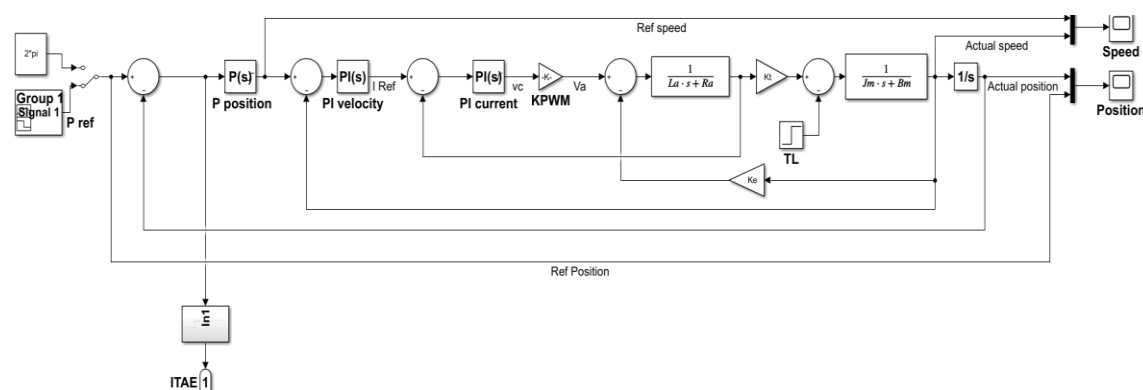 Ref speed
Actual speed
Speed
2*pi
P(s)
P position
PI(s)
PI velocity
I Ref
PI(s)
PI current
vc
-K-
KPWM
Va
1
La · s + Ra
Kt
1
Jm · s + Bm
1/s
Actual position
Position
Group 1
Signal 1
P ref
TL
Ke
Ref Position
In1
ITAE
1